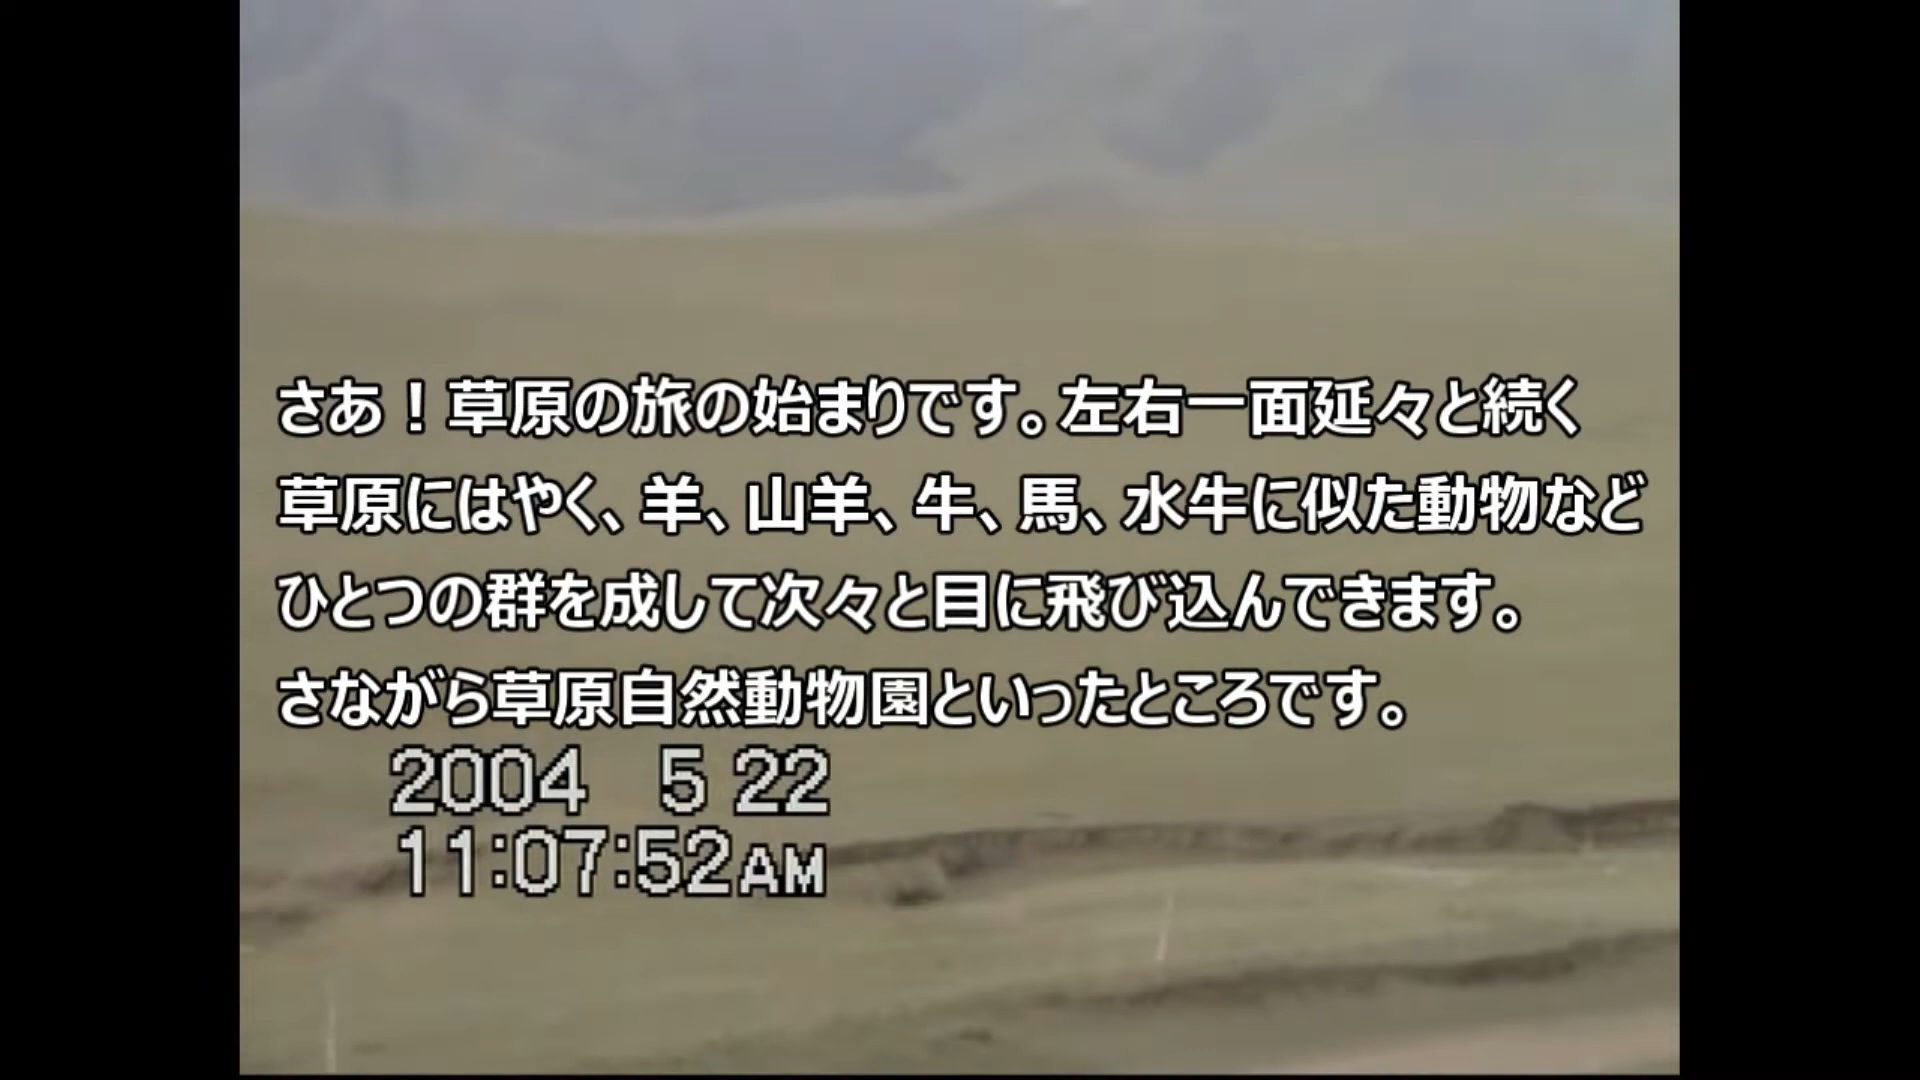 さあ！草原の旅の始まりです。左右一面延々と続く
草原にはやく、羊、山羊、牛、馬、水牛に似た動物など
ひとつの群を成して次々と目に飛び込んできます。
さながら草原自然動物園といったところです。
2004 5 22
11:07:52AM